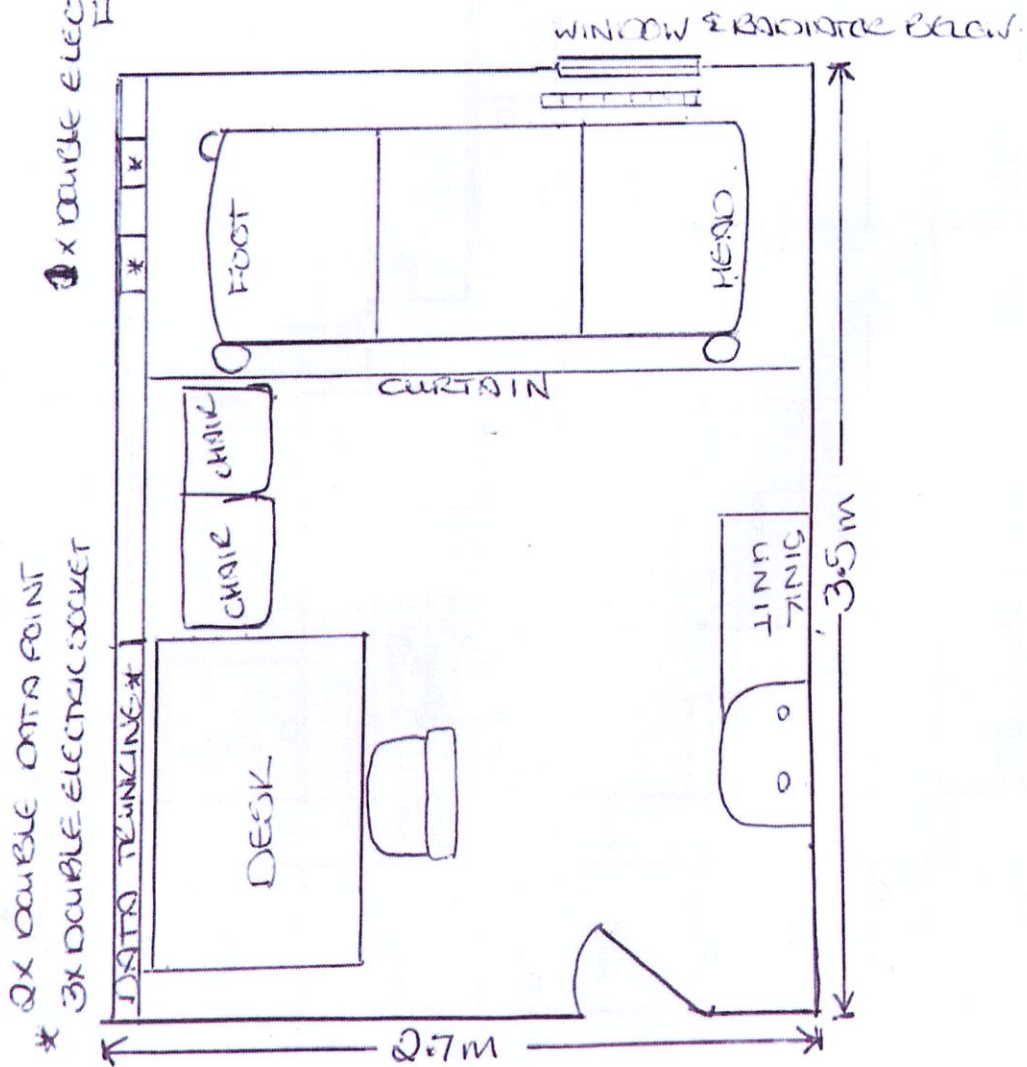 WINDOW & RADIATOR BELOW.
* 2x DOUBLE DATA POINT
3x DOUBLE ELECTRIC SOCKET
1x DOUBLE
*
*
FOOT
HEAD
CURTAIN
CHAIR
CHAIR
DATA TRUNKING *
DESK
SINK
UNIT
3.5m
2.7m